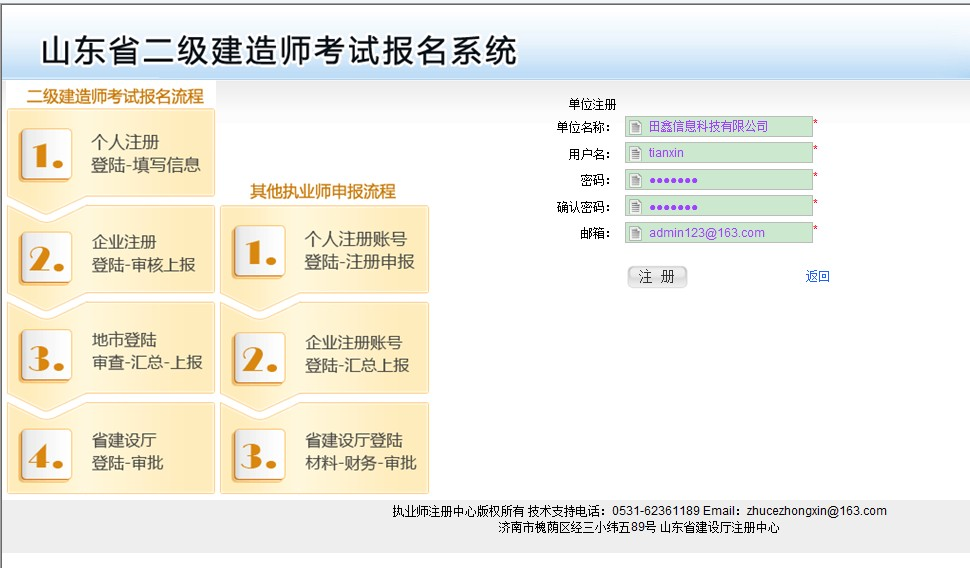 山东省二级建造师考试报名系统
二级建造师考试报名流程
1.
个人注册
登陆-填写信息
2.
企业注册
登陆-审核上报
3.
地市登陆
审查-汇总-上报
4.
省建设厅
登陆-审批
其他执业师申报流程
1.
个人注册账号
登陆-注册申报
2.
企业注册账号
登陆-汇总上报
3.
省建设厅登陆
材料-财务-审批
单位注册
单位名称： 田鑫信息科技有限公司 *
用户名： tianxin *
密码： ●●●●●●● *
确认密码： ●●●●●●● *
邮箱： admin123@163.com *
注 册 返回
执业师注册中心版权所有 技术支持电话：0531-62361189 Email：zhucezhongxin@163.com
济南市槐荫区经三小纬五89号 山东省建设厅注册中心